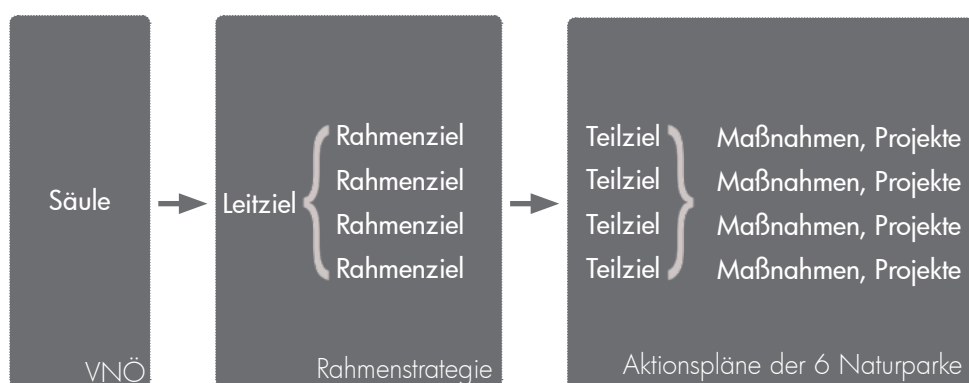 Säule
VNÖ
Leitziel
Rahmenziel
Rahmenziel
Rahmenziel
Rahmenziel
Rahmenstrategie
Teilziel Maßnahmen, Projekte
Teilziel Maßnahmen, Projekte
Teilziel Maßnahmen, Projekte
Teilziel Maßnahmen, Projekte
Aktionspläne der 6 Naturparke